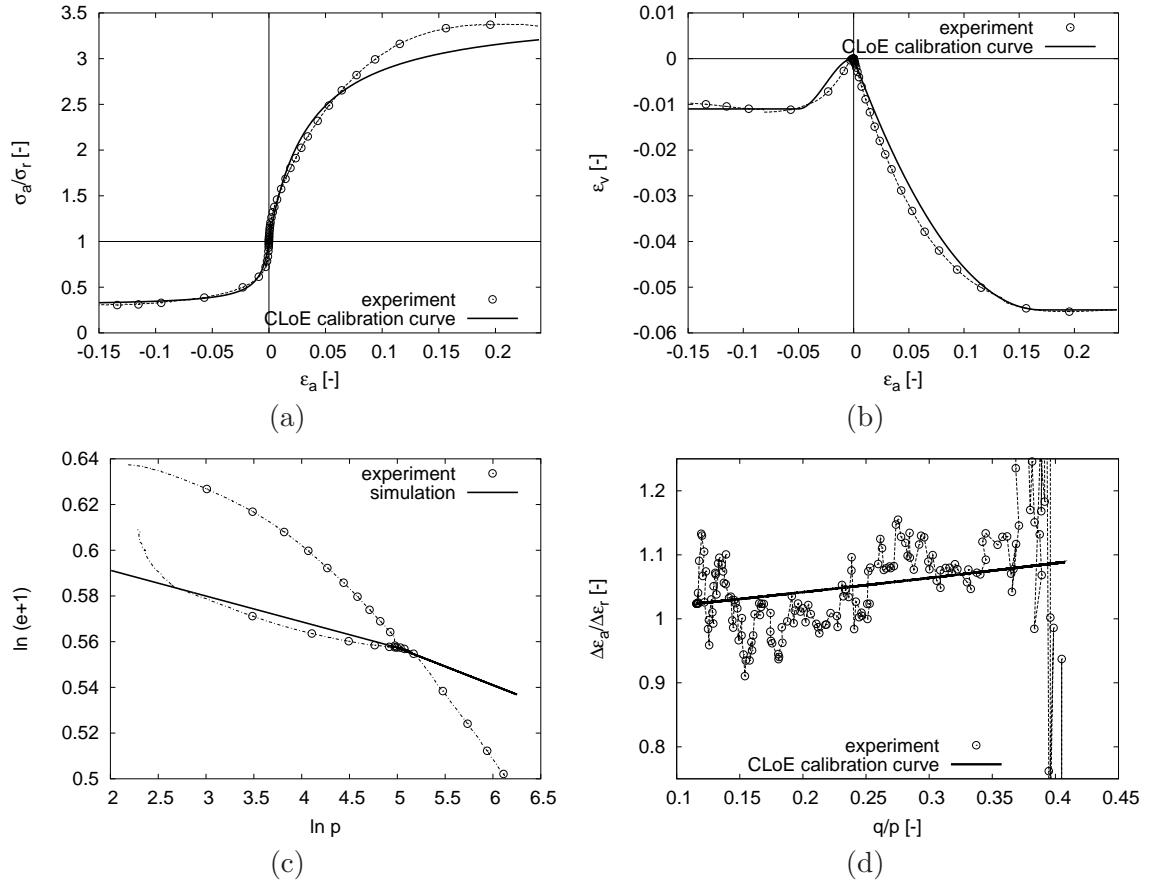 3.5
3
2.5
2
1.5
1
0.5
0
σa/σr [-]
experiment
CLoE calibration curve
-0.15 -0.1 -0.05 0 0.05 0.1 0.15 0.2
εa [-]
(a)
0.01
0
-0.01
-0.02
-0.03
-0.04
-0.05
-0.06
εv [-]
experiment
CLoE calibration curve
-0.15 -0.1 -0.05 0 0.05 0.1 0.15 0.2
εa [-]
(b)
0.64
0.62
0.6
0.58
0.56
0.54
0.52
0.5
ln (e+1)
experiment
simulation
2 2.5 3 3.5 4 4.5 5 5.5 6 6.5
ln p
(c)
1.2
1.1
1
0.9
0.8
Δεa/Δεr [-]
experiment
CLoE calibration curve
0.1 0.15 0.2 0.25 0.3 0.35 0.4 0.45
q/p [-]
(d)